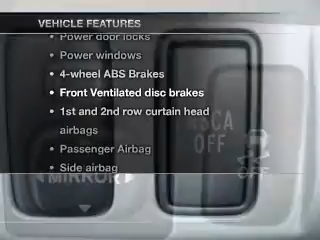 VEHICLE FEATURES
• Power door locks
• Power windows
• 4-wheel ABS Brakes
• Front Ventilated disc brakes
• 1st and 2nd row curtain head
airbags
• Passenger Airbag
• Side airbag
OFF
OFF
MIRROR